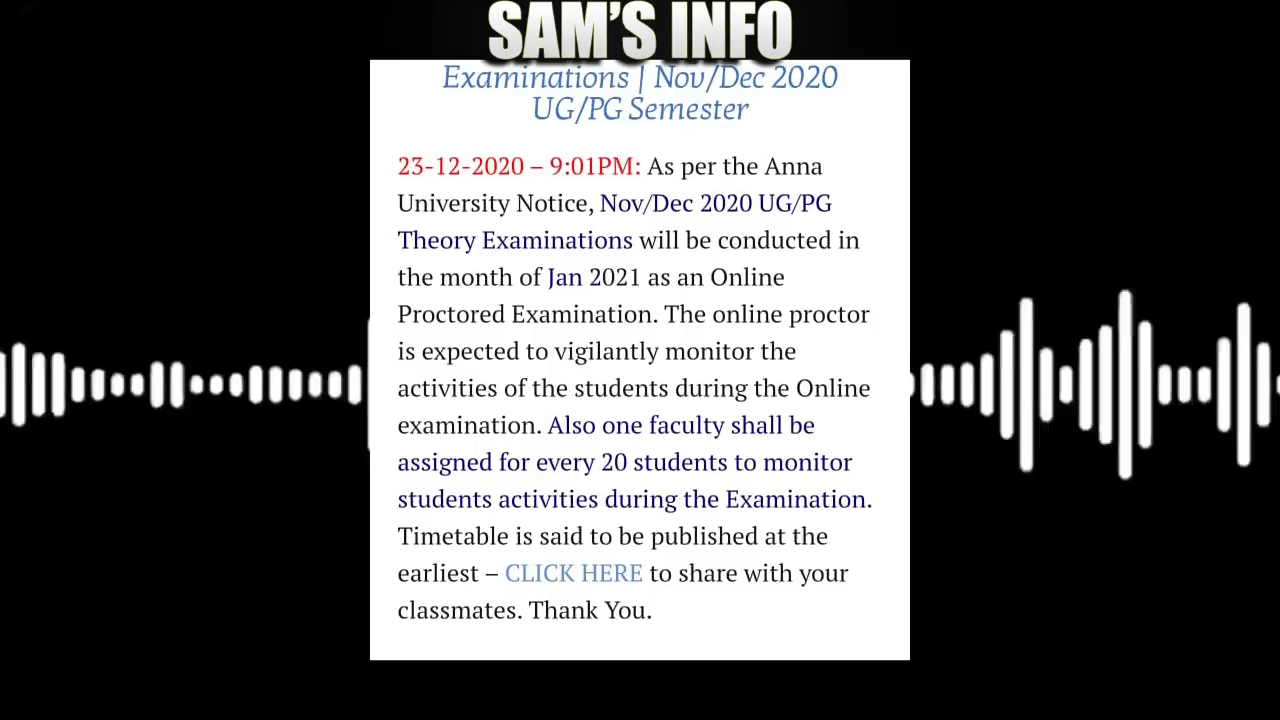 SAM'S INFO
Examinations | Nov/Dec 2020
UG/PG Semester
23-12-2020 – 9:01PM: As per the Anna
University Notice, Nov/Dec 2020 UG/PG
Theory Examinations will be conducted in
the month of Jan 2021 as an Online
Proctored Examination. The online proctor
is expected to vigilantly monitor the
activities of the students during the Online
examination. Also one faculty shall be
assigned for every 20 students to monitor
students activities during the Examination.
Timetable is said to be published at the
earliest – CLICK HERE to share with your
classmates. Thank You.